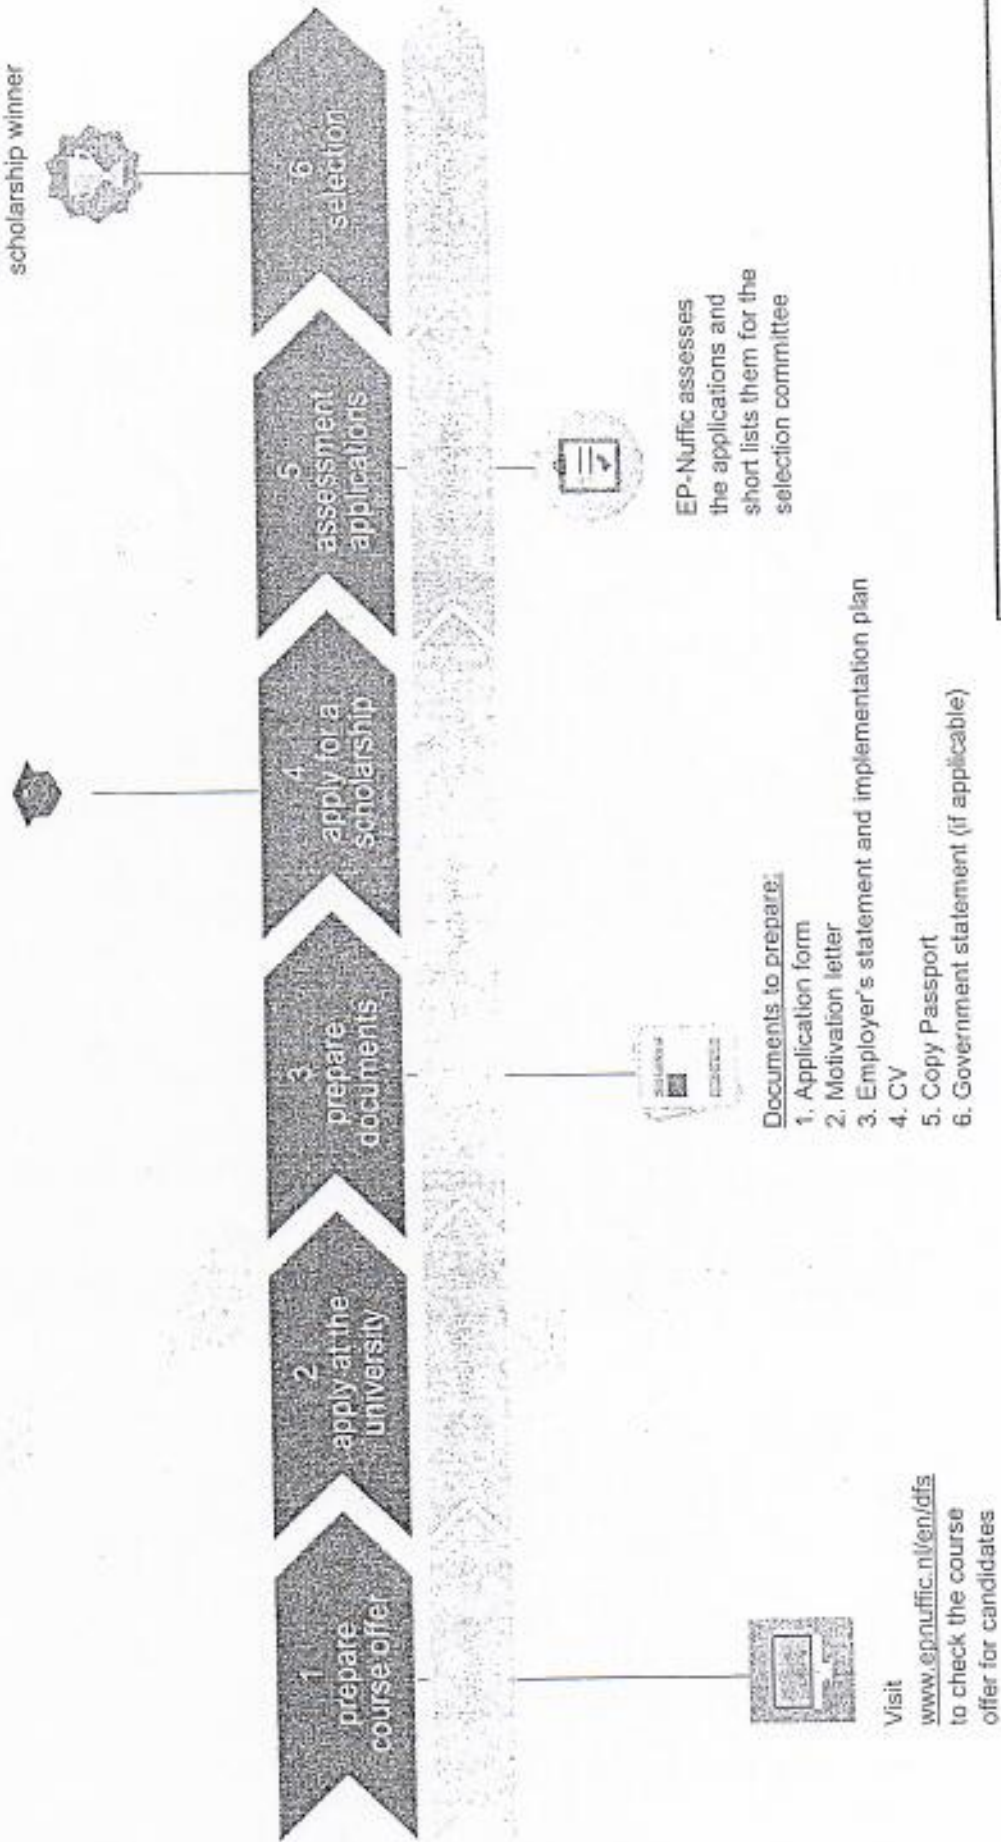 scholarship winner
1
prepare
course offer
2
apply at the
university
3
prepare
documents
4
apply for a
scholarship
5
assessment
applications
6
selection
Visit
www.epnuffic.nl/en/dfs
to check the course
offer for candidates
Documents to prepare:
1. Application form
2. Motivation letter
3. Employer's statement and implementation plan
4. CV
5. Copy Passport
6. Government statement (if applicable)
EP-Nuffic assesses
the applications and
short lists them for the
selection committee